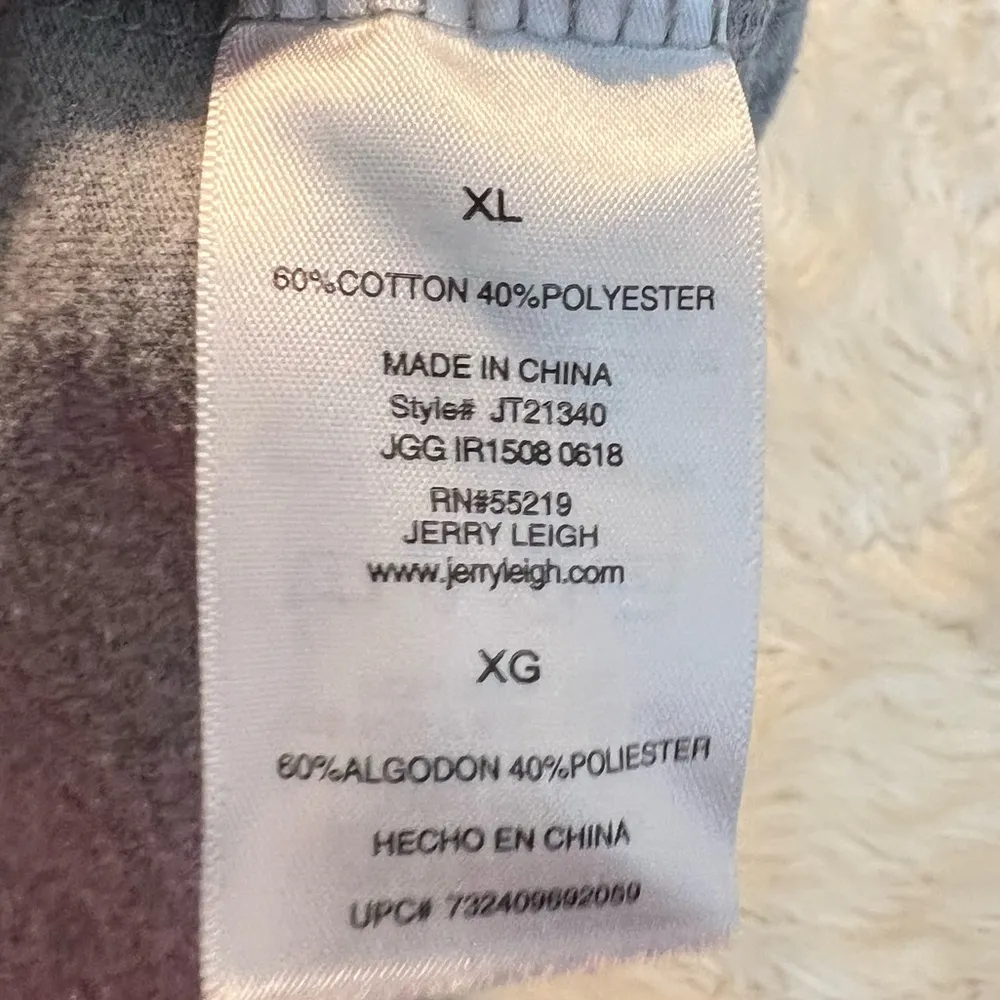 XL
60%COTTON 40%POLYESTER
MADE IN CHINA
Style# JT21340
JGG IR1508 0618
RN#55219
JERRY LEIGH
www.jerryleigh.com
XG
60%ALGODON 40%POLIESTER
HECHO EN CHINA
UPC#